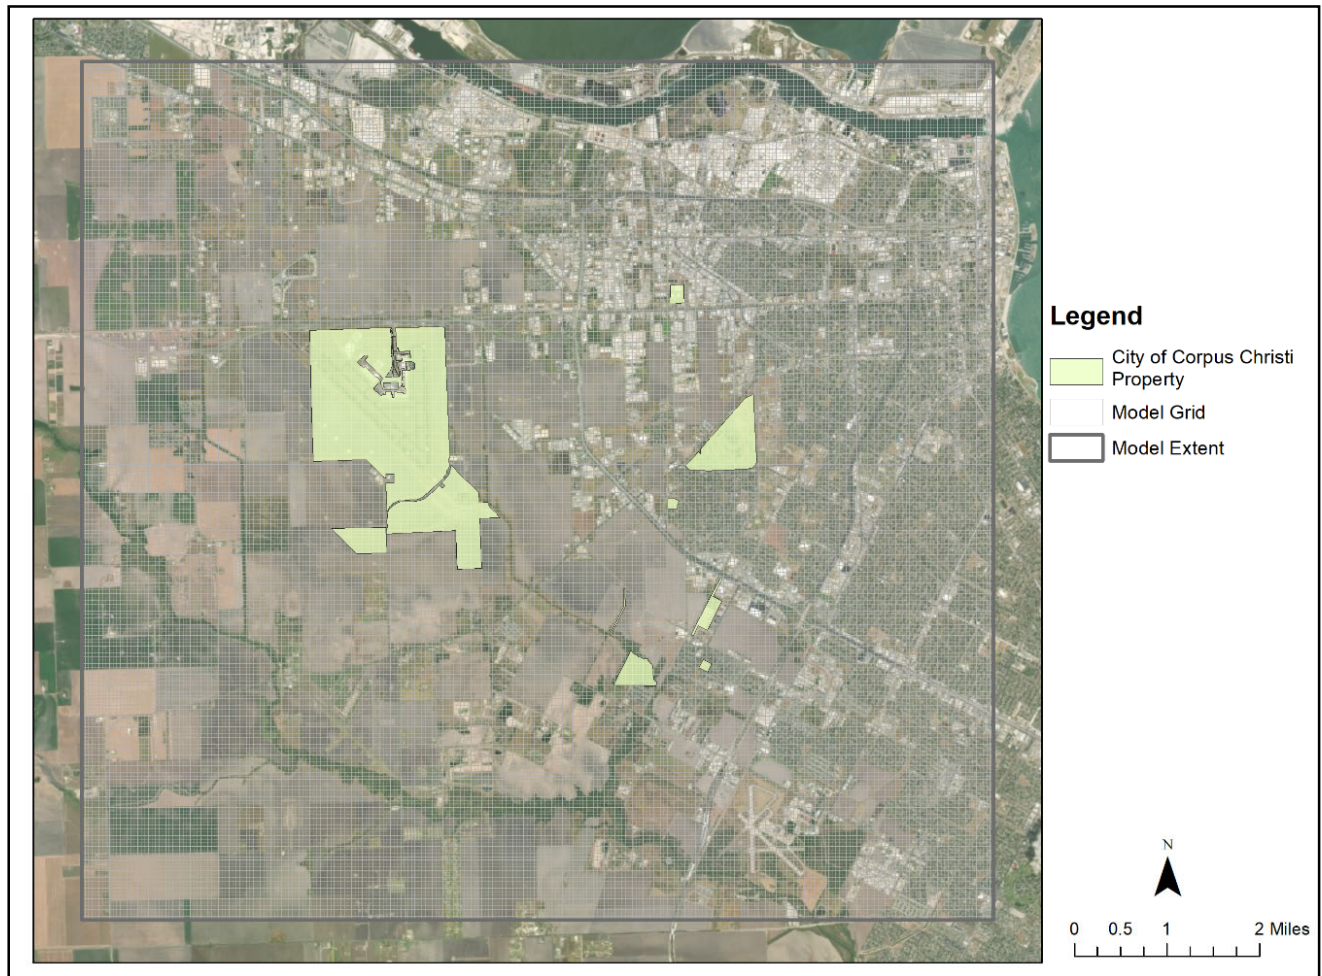 Legend
City of Corpus Christi
Property
Model Grid
Model Extent
N
0 0.5 1 2 Miles